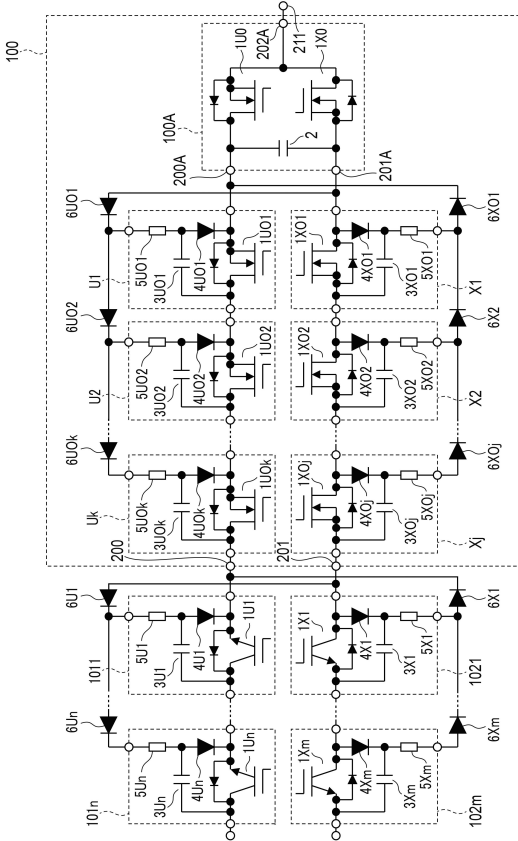 100
6Un
6U1
6UOk
6UO2
6UO1
101n
1011
Uk
U2
U1
100A
5Un
5U1
5UOk
5UO2
5UO1
3Un
3U1
3UOk
3UO2
3UO1
200A
4Un
4U1
200
4UOk
4UO2
4UO1
1Un
1U1
1UOk
1UO2
1UO1
1U0
202A
201
211
1Xm
1X1
1XOj
1XO2
1XO1
2
1X0
4Xm
4X1
4XOj
4XO2
4XO1
201A
3Xm
3X1
3XOj
3XO2
3XO1
5Xm
5X1
5XOj
5XO2
5XO1
102m
1021
Xj
X2
X1
6Xm
6X1
6XOj
6X2
6XO1